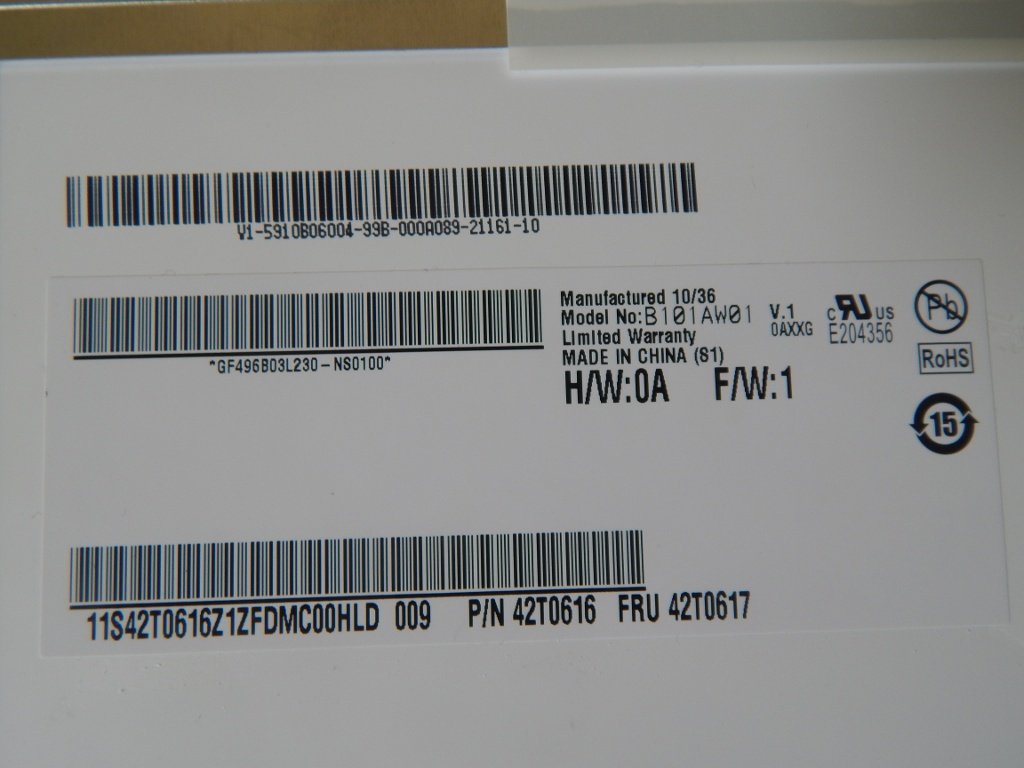 V1-5910B06004-99B-000A089-21161-10
*GF496B03L230-NS0100*
Manufactured 10/36
Model No:B101AW01 V.1
0AXXG
Limited Warranty
MADE IN CHINA (S1)
H/W:0A F/W:1
c RU US
E204356
Pb
RoHS
15
11S42T0616Z1ZFDMC00HLD 009 P/N 42T0616 FRU 42T0617